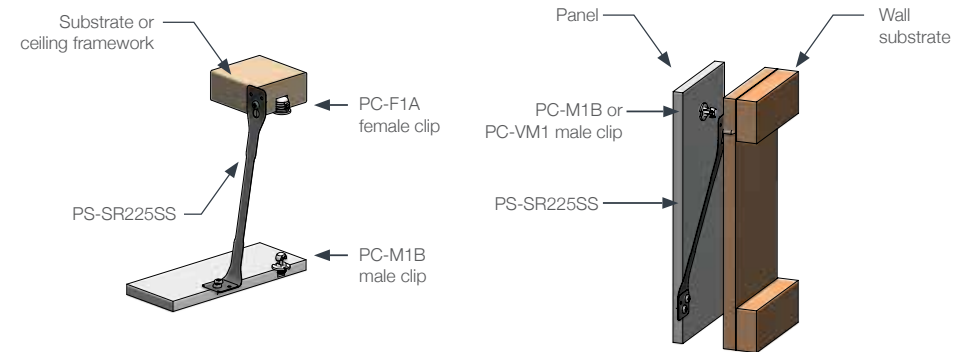 Substrate or
ceiling framework
PC-F1A
female clip
PS-SR225SS
PC-M1B
male clip
Panel
Wall
substrate
PC-M1B or
PC-VM1 male clip
PS-SR225SS